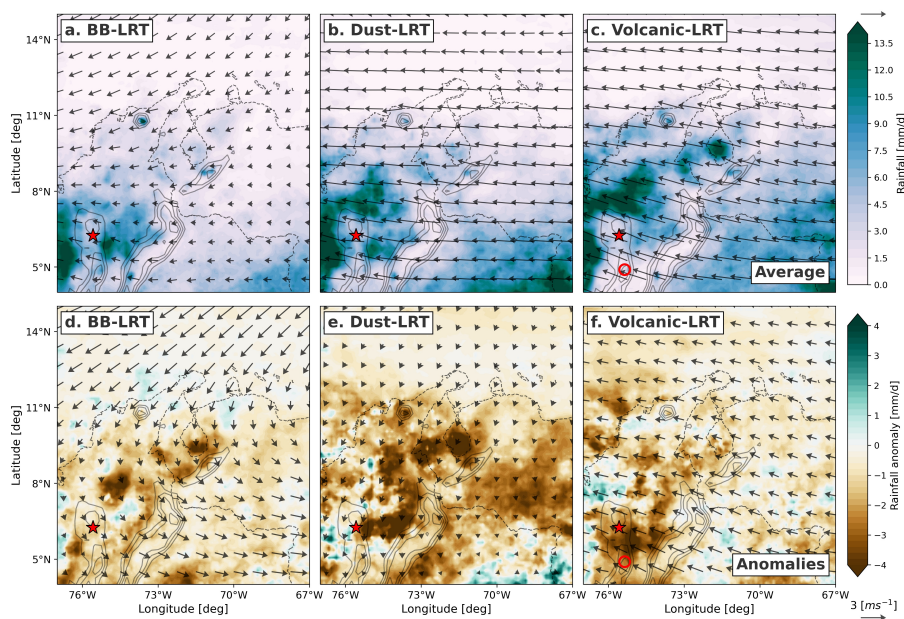 a. BB-LRT
b. Dust-LRT
c. Volcanic-LRT
15°N
11°N
8°N
5°N
Latitude [deg]
Average
13.5
12.0
10.5
9.0
7.5
6.0
4.5
3.0
1.5
0.0
Rainfall [mm/d]
d. BB-LRT
e. Dust-LRT
f. Volcanic-LRT
15°N
11°N
8°N
5°N
Latitude [deg]
Anomalies
4
3
2
1
0
−1
−2
−3
−4
Rainfall anomaly [mm/d]
76°W 73°W 70°W 67°W
76°W 73°W 70°W 67°W
76°W 73°W 70°W 67°W
Longitude [deg]
Longitude [deg]
Longitude [deg]
3 [ms⁻¹]